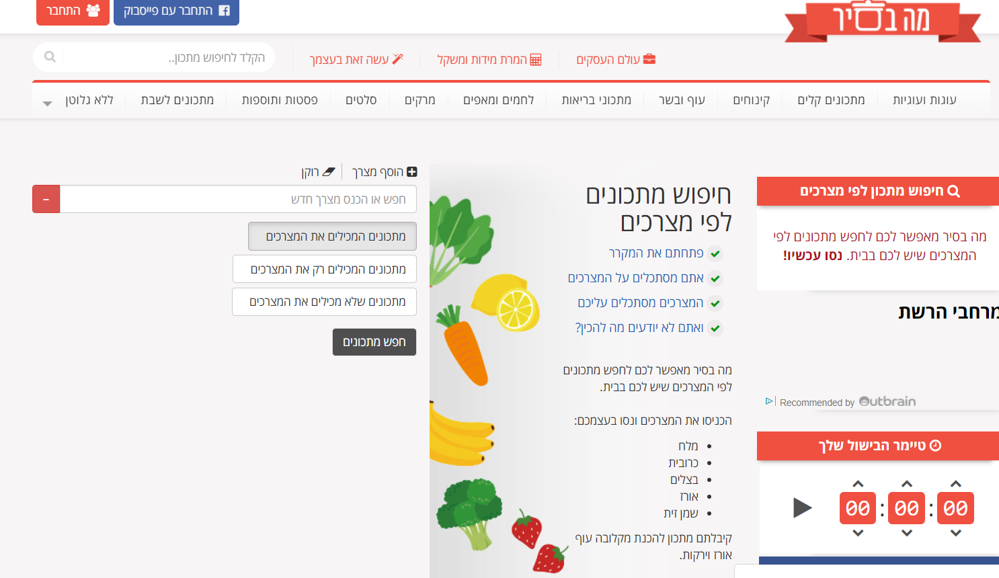 מה בסיר
התחבר עם פייסבוק
התחבר
עולם העסקים
המרת מידות ומשקל
עשה זאת בעצמך
הקלד לחיפוש מתכון..
עוגות ועוגיות
מתכונים קלים
קינוחים
עוף ובשר
מתכוני בריאות
לחמים ומאפים
מרקים
סלטים
פסטות ותוספות
מתכונים לשבת
ללא גלוטן
חיפוש מתכון לפי מצרכים
מה בסיר מאפשר לכם לחפש מתכונים לפי
המצרכים שיש לכם בבית. נסו עכשיו!
מרחבי הרשת
Recommended by Outbrain
טיימר הבישול שלך
00 : 00 : 00
חיפוש מתכונים
לפי מצרכים
פתחתם את המקרר
אתם מסתכלים על המצרכים
המצרכים מסתכלים עליכם
ואתם לא יודעים מה להכין?
מה בסיר מאפשר לכם לחפש מתכונים
לפי המצרכים שיש לכם בבית.
הכניסו את המצרכים ונסו בעצמכם:
מלח
כרובית
בצלים
אורז
שמן זית
קיבלתם מתכון להכנת מקלובה עוף
אורז וירקות.
הוסף מצרך
רוקן
חפש או הכנס מצרך חדש
מתכונים המכילים את המצרכים
מתכונים המכילים רק את המצרכים
מתכונים שלא מכילים את המצרכים
חפש מתכונים